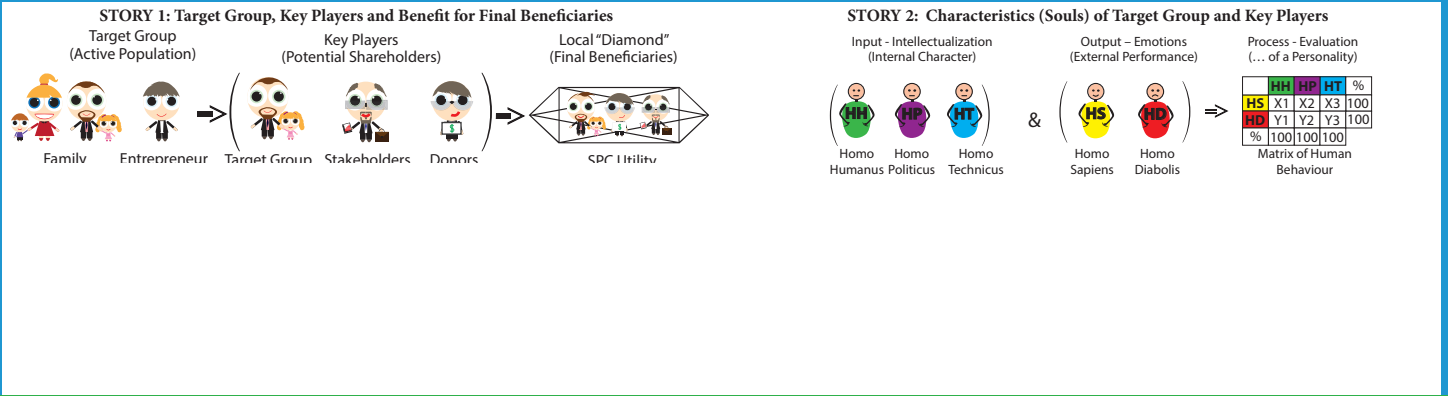 STORY 1: Target Group, Key Players and Benefit for Final Beneficiaries
Target Group
(Active Population)
Key Players
(Potential Shareholders)
Local “Diamond”
(Final Beneficiaries)
$
$
Family
Entrepreneur
Target Group
Stakeholders
Donors
SPC Utility
STORY 2: Characteristics (Souls) of Target Group and Key Players
Input - Intellectualization
(Internal Character)
Output – Emotions
(External Performance)
Process - Evaluation
(... of a Personality)
HH
HP
HT
&
HS
HD
HH HP HT %
HS X1 X2 X3 100
HD Y1 Y2 Y3 100
% 100 100 100
Homo
Humanus
Homo
Politicus
Homo
Technicus
Homo
Sapiens
Homo
Diabolis
Matrix of Human
Behaviour